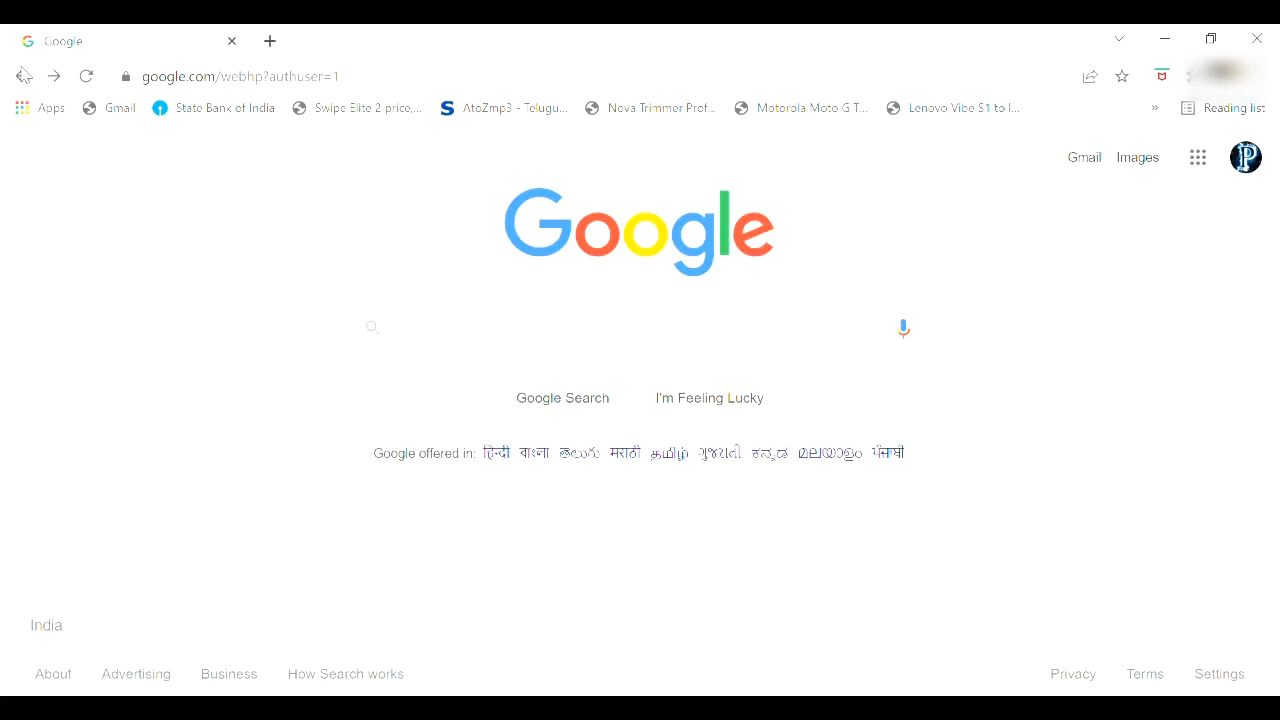 Google
google.com/webhp?authuser=1
Apps Gmail State Bank of India Swipe Elite 2 price,... AtoZmp3 - Telugu... Nova Trimmer Prof... Motorola Moto G T... Lenovo Vibe S1 to l... » Reading list
Gmail Images
Google
Google Search I'm Feeling Lucky
Google offered in: हिन्दी বাংলা తెలుగు मराठी தமிழ் ગુજરાતી ಕನ್ನಡ മലയാളം ਪੰਜਾਬੀ
India
About Advertising Business How Search works Privacy Terms Settings